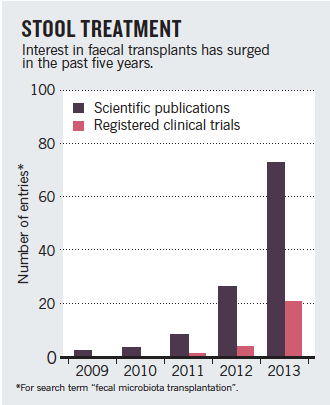 STOOL TREATMENT
Interest in faecal transplants has surged
in the past five years.
100
Scientific publications
Registered clinical trials
80
60
40
20
0
Number of entries*
2009 2010 2011 2012 2013
*For search term “fecal microbiota transplantation”.